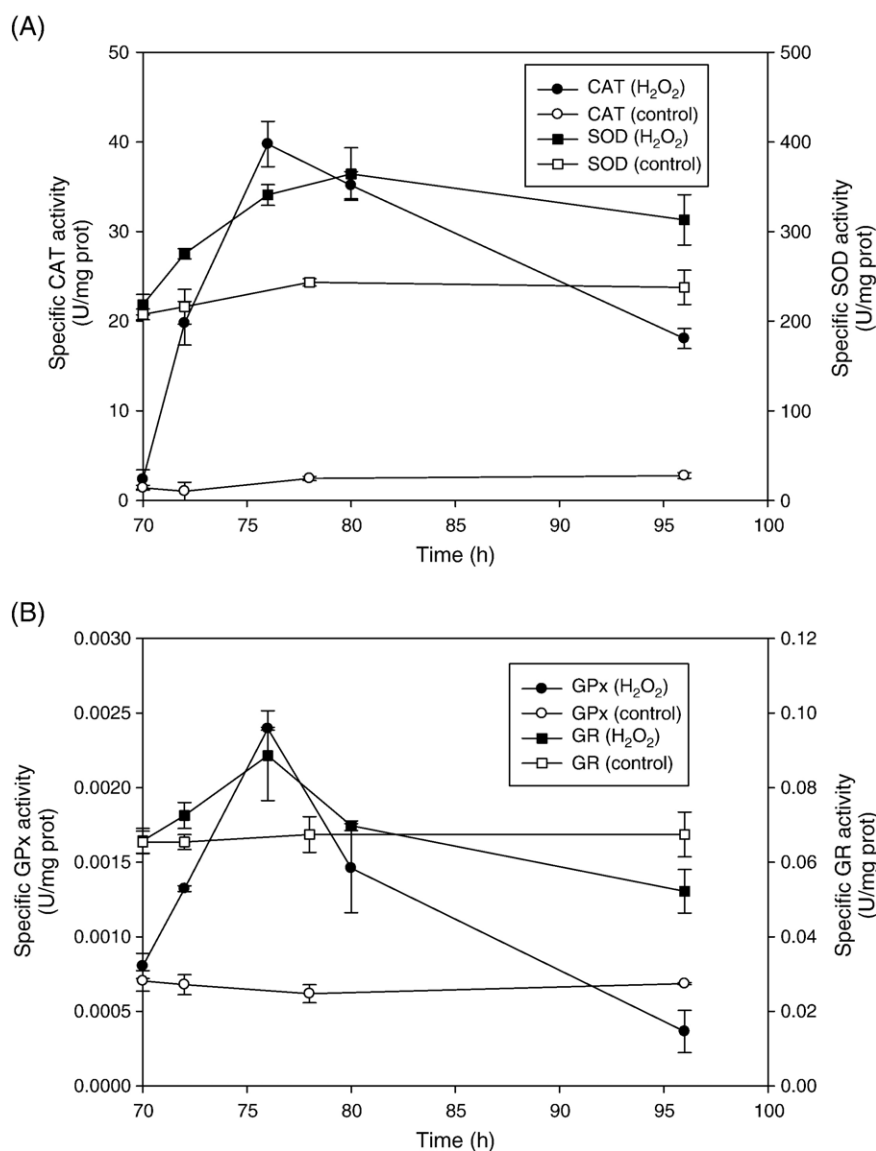 (A)
50
40
30
20
10
0
Specific CAT activity
(U/mg prot)
500
400
300
200
100
0
Specific SOD activity
(U/mg prot)
CAT (H₂O₂)
CAT (control)
SOD (H₂O₂)
SOD (control)
70 75 80 85 90 95 100
Time (h)
(B)
0.0030
0.0025
0.0020
0.0015
0.0010
0.0005
0.0000
Specific GPx activity
(U/mg prot)
0.12
0.10
0.08
0.06
0.04
0.02
0.00
Specific GR activity
(U/mg prot)
GPx (H₂O₂)
GPx (control)
GR (H₂O₂)
GR (control)
70 75 80 85 90 95 100
Time (h)